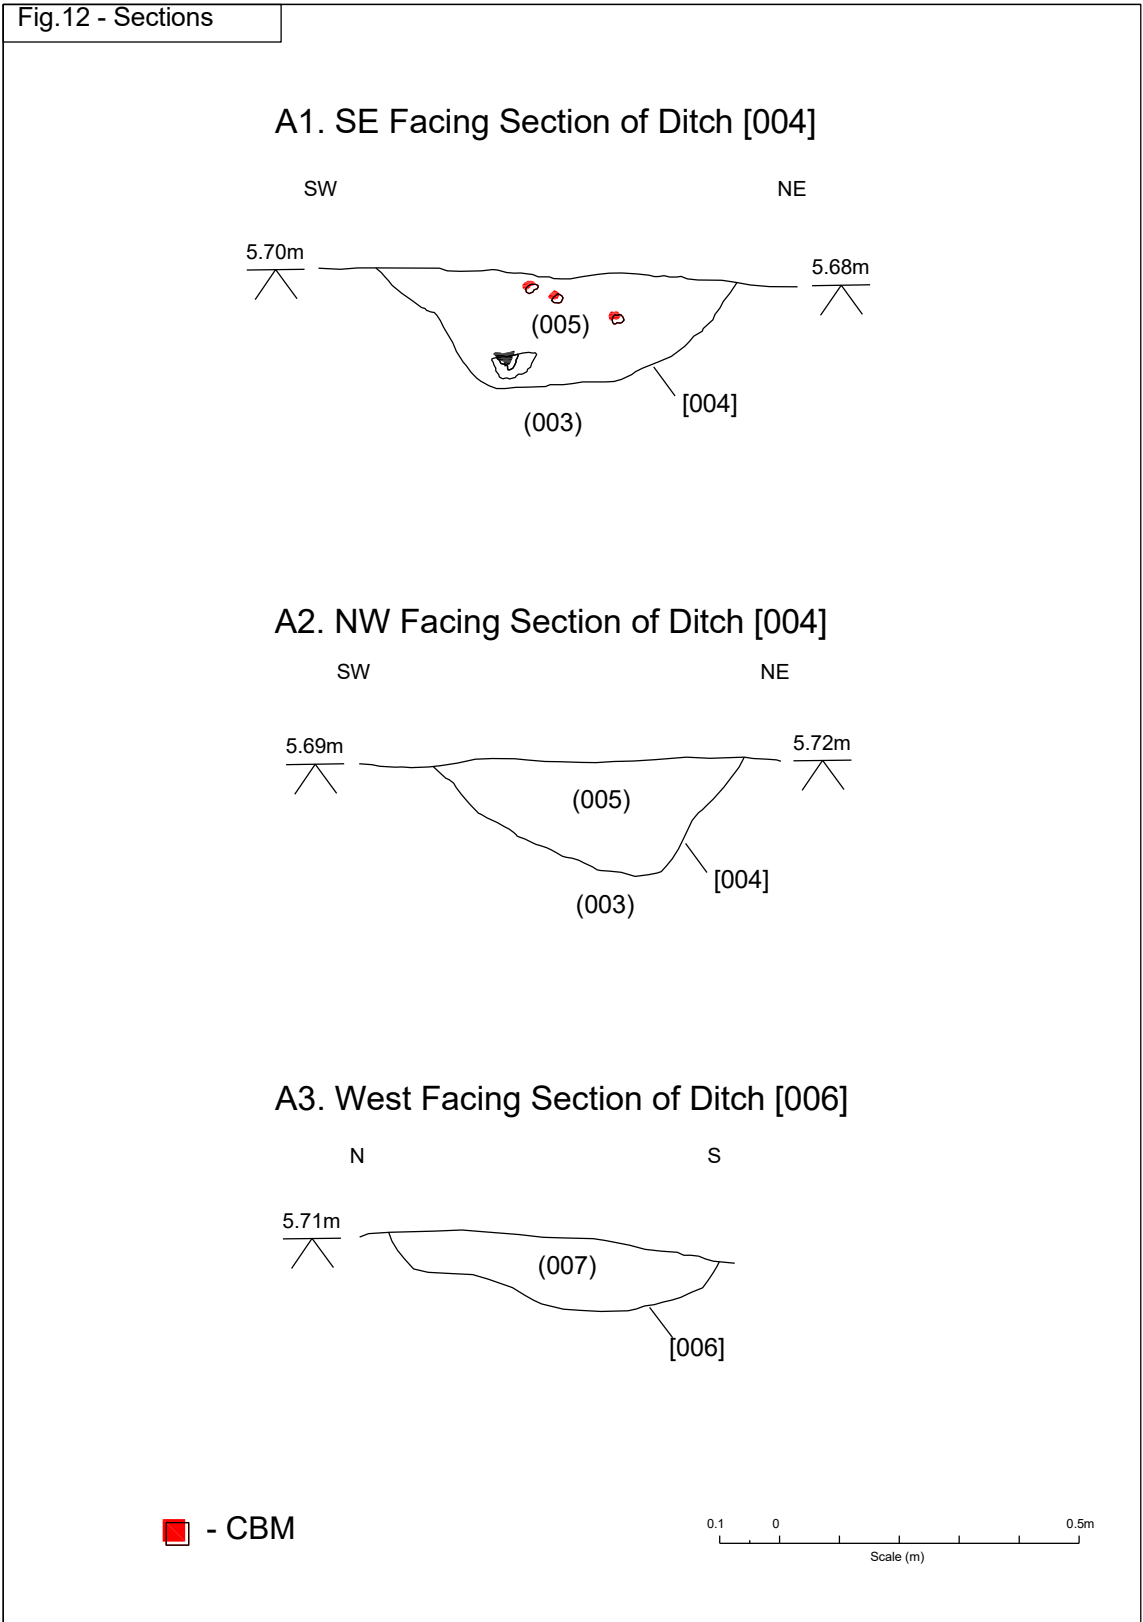 Fig.12 - Sections
A1. SE Facing Section of Ditch [004]
SW NE
5.70m 5.68m
(005)
[004]
(003)
A2. NW Facing Section of Ditch [004]
SW NE
5.69m 5.72m
(005)
[004]
(003)
A3. West Facing Section of Ditch [006]
N S
5.71m
(007)
[006]
- CBM
0.1 0 0.5m
Scale (m)